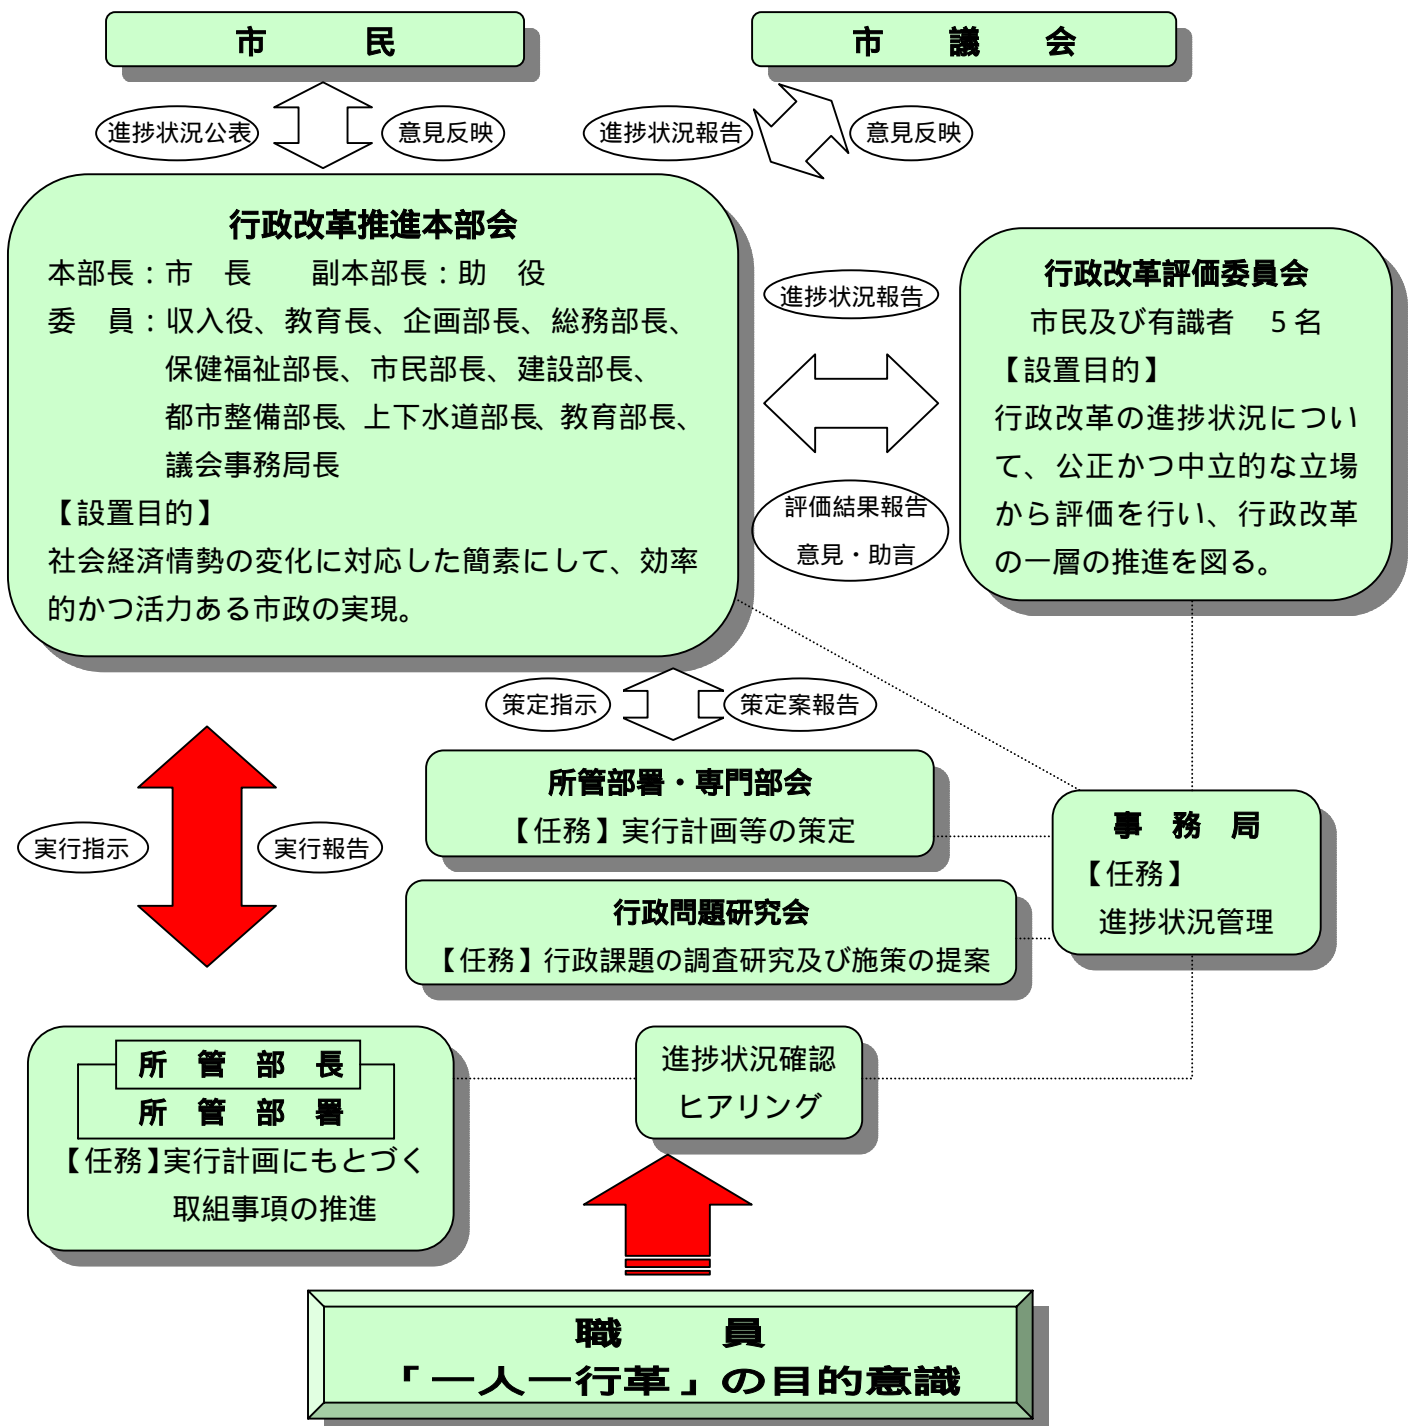 市　民
市　議　会
進捗状況公表
意見反映
進捗状況報告
意見反映
行政改革推進本部会
本部長：市　長　　副本部長：助　役
委　員：収入役、教育長、企画部長、総務部長、
保健福祉部長、市民部長、建設部長、
都市整備部長、上下水道部長、教育部長、
議会事務局長
【設置目的】
社会経済情勢の変化に対応した簡素にして、効率
的かつ活力ある市政の実現。
進捗状況報告
評価結果報告
意見・助言
行政改革評価委員会
市民及び有識者　５名
【設置目的】
行政改革の進捗状況につい
て、公正かつ中立的な立場
から評価を行い、行政改革
の一層の推進を図る。
策定指示
策定案報告
所管部署・専門部会
【任務】実行計画等の策定
事　務　局
【任務】
進捗状況管理
実行指示
実行報告
行政問題研究会
【任務】行政課題の調査研究及び施策の提案
所　管　部　長
所　管　部　署
【任務】実行計画にもとづく
取組事項の推進
進捗状況確認
ヒアリング
職　員
「一人一行革」の目的意識